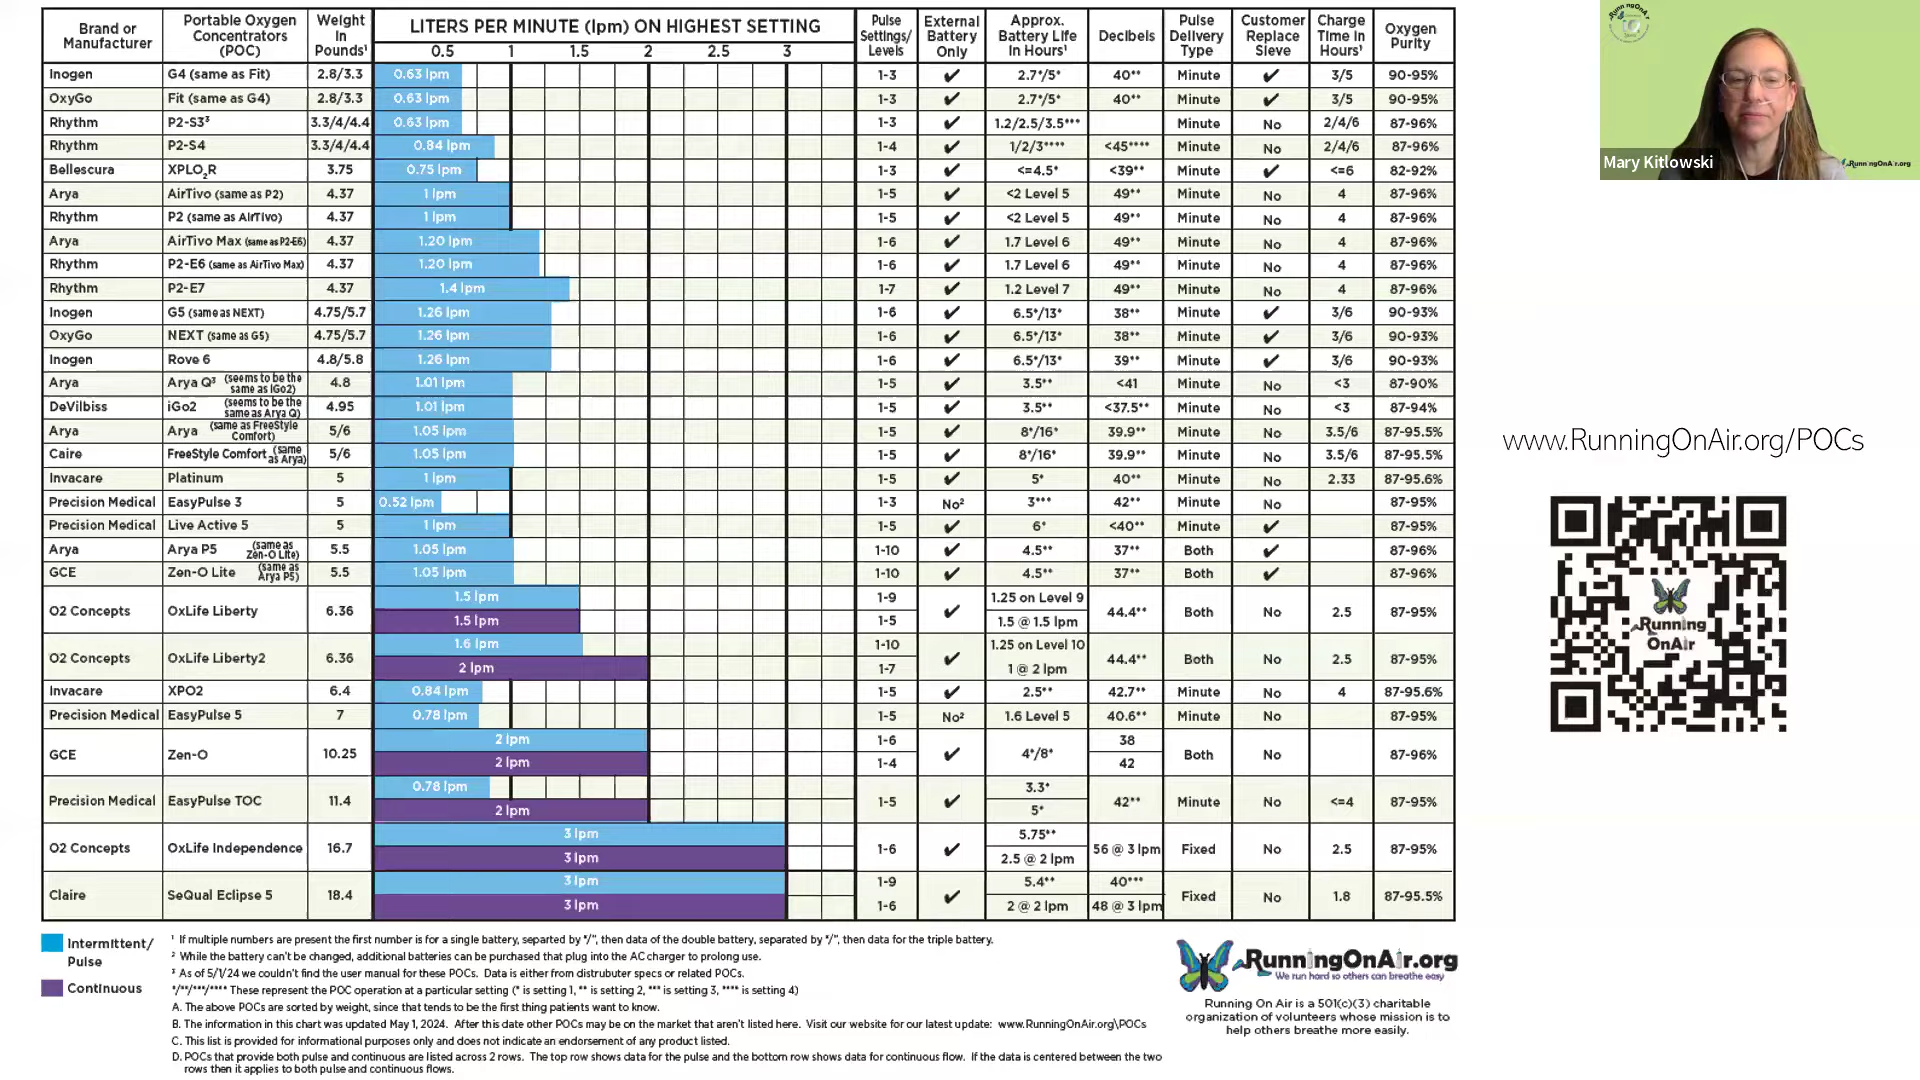 Brand or Manufacturer | Portable Oxygen Concentrators (POC) | Weight In Pounds¹ | LITERS PER MINUTE (lpm) ON HIGHEST SETTING | Pulse Settings/ Levels | External Battery Only | Approx. Battery Life In Hours¹ | Decibels | Pulse Delivery Type | Customer Replace Sieve | Charge Time In Hours¹ | Oxygen Purity
0.5 1 1.5 2 2.5 3
Inogen G4 (same as Fit) 2.8/3.3 0.63 lpm 1-3 ✔ 2.7*/5* 40** Minute ✔ 3/5 90-95%
OxyGo Fit (same as G4) 2.8/3.3 0.63 lpm 1-3 ✔ 2.7*/5* 40** Minute ✔ 3/5 90-95%
Rhythm P2-S3³ 3.3/4/4.4 0.63 lpm 1-3 ✔ 1.2/2.5/3.5*** Minute No 2/4/6 87-96%
Rhythm P2-S4 3.3/4/4.4 0.84 lpm 1-4 ✔ 1/2/3**** <45**** Minute No 2/4/6 87-96%
Bellescura XPLO₂R 3.75 0.75 lpm 1-3 ✔ <=4.5* <39** Minute ✔ <=6 82-92%
Arya AirTivo (same as P2) 4.37 1 lpm 1-5 ✔ <2 Level 5 49** Minute No 4 87-96%
Rhythm P2 (same as AirTivo) 4.37 1 lpm 1-5 ✔ <2 Level 5 49** Minute No 4 87-96%
Arya AirTivo Max (same as P2-E6) 4.37 1.20 lpm 1-6 ✔ 1.7 Level 6 49** Minute No 4 87-96%
Rhythm P2-E6 (same as AirTivo Max) 4.37 1.20 lpm 1-6 ✔ 1.7 Level 6 49** Minute No 4 87-96%
Rhythm P2-E7 4.37 1.4 lpm 1-7 ✔ 1.2 Level 7 49** Minute No 4 87-96%
Inogen G5 (same as NEXT) 4.75/5.7 1.26 lpm 1-6 ✔ 6.5*/13* 38** Minute ✔ 3/6 90-93%
OxyGo NEXT (same as G5) 4.75/5.7 1.26 lpm 1-6 ✔ 6.5*/13* 38** Minute ✔ 3/6 90-93%
Inogen Rove 6 4.8/5.8 1.26 lpm 1-6 ✔ 6.5*/13* 39** Minute ✔ 3/6 90-93%
Arya Arya Q³ (seems to be the same as IGo2) 4.8 1.01 lpm 1-5 ✔ 3.5** <41 Minute No <3 87-90%
DeVilbiss iGo2 (seems to be the same as Arya Q) 4.95 1.01 lpm 1-5 ✔ 3.5** <37.5** Minute No <3 87-94%
Arya Arya (same as FreeStyle Comfort) 5/6 1.05 lpm 1-5 ✔ 8*/16* 39.9** Minute No 3.5/6 87-95.5%
Caire FreeStyle Comfort (same as Arya) 5/6 1.05 lpm 1-5 ✔ 8*/16* 39.9** Minute No 3.5/6 87-95.5%
Invacare Platinum 5 1 lpm 1-5 ✔ 5* 40** Minute No 2.33 87-95.6%
Precision Medical EasyPulse 3 5 0.52 lpm 1-3 No² 3*** 42** Minute No 87-95%
Precision Medical Live Active 5 5 1 lpm 1-5 ✔ 6* <40** Minute ✔ 87-95%
Arya Arya P5 (same as Zen-O Lite) 5.5 1.05 lpm 1-10 ✔ 4.5** 37** Both ✔ 87-96%
GCE Zen-O Lite (same as Arya P5) 5.5 1.05 lpm 1-10 ✔ 4.5** 37** Both ✔ 87-96%
1.5 lpm 1-9 1.25 on Level 9
O2 Concepts OxLife Liberty 6.36 ✔ 44.4** Both No 2.5 87-95%
1.5 lpm 1-5 1.5 @ 1.5 lpm
1.6 lpm 1-10 1.25 on Level 10
O2 Concepts OxLife Liberty2 6.36 ✔ 44.4** Both No 2.5 87-95%
2 lpm 1-7 1 @ 2 lpm
Invacare XPO2 6.4 0.84 lpm 1-5 ✔ 2.5** 42.7** Minute No 4 87-95.6%
Precision Medical EasyPulse 5 7 0.78 lpm 1-5 No² 1.6 Level 5 40.6** Minute No 87-95%
2 lpm 1-6 38
GCE Zen-O 10.25 ✔ 4*/8* Both No 87-96%
2 lpm 1-4 42
0.78 lpm 3.3*
Precision Medical EasyPulse TOC 11.4 1-5 ✔ 42** Minute No <=4 87-95%
2 lpm 5*
3 lpm 5.75**
O2 Concepts OxLife Independence 16.7 1-6 ✔ 56 @ 3 lpm Fixed No 2.5 87-95%
3 lpm 2.5 @ 2 lpm
3 lpm 1-9 5.4** 40***
Claire SeQual Eclipse 5 18.4 ✔ Fixed No 1.8 87-95.5%
3 lpm 1-6 2 @ 2 lpm 48 @ 3 lpm
Intermittent/
Pulse
Continuous
¹ If multiple numbers are present the first number is for a single battery, separted by "/", then data of the double battery, separated by "/", then data for the triple battery.
² While the battery can't be changed, additional batteries can be purchased that plug into the AC charger to prolong use.
³ As of 5/1/24 we couldn't find the user manual for these POCs. Data is either from distrubuter specs or related POCs.
*/**/***/**** These represent the POC operation at a particular setting (* is setting 1, ** is setting 2, *** is setting 3, **** is setting 4)
A. The above POCs are sorted by weight, since that tends to be the first thing patients want to know.
B. The information in this chart was updated May 1, 2024. After this date other POCs may be on the market that aren't listed here. Visit our website for our latest update: www.RunningOnAir.org\POCs
C. This list is provided for informational purposes only and does not indicate an endorsement of any product listed.
D. POCs that provide both pulse and continuous are listed across 2 rows. The top row shows data for the pulse and the bottom row shows data for continuous flow. If the data is centered between the two
rows then it applies to both pulse and continuous flows.
RunningOnAir.org
We run hard so others can breathe easy
Running On Air is a 501(c)(3) charitable
organization of volunteers whose mission is to
help others breathe more easily.
RunningOnAir
Mary Kitlowski
RunningOnAir.org
www.RunningOnAir.org/POCs
Running
OnAir